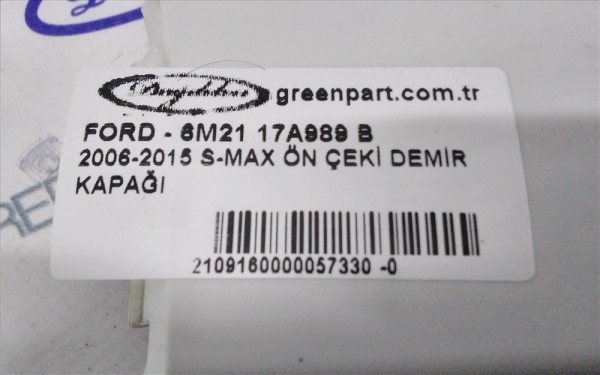 greenpart.com.tr
FORD - 6M21 17A989 B
2006-2015 S-MAX ÖN ÇEKİ DEMİR
KAPAĞI
2109160000057330 -0